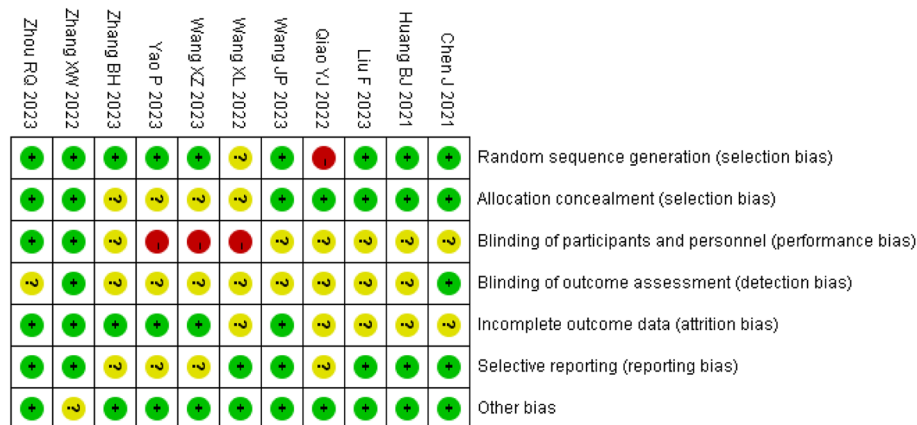 Zhou RQ 2023
Zhang XW 2022
Zhang BH 2023
Yao P 2023
Wang XZ 2023
Wang XL 2022
Wang JP 2023
Qiao YJ 2022
Liu F 2023
Huang BJ 2021
Chen J 2021
+ + + + + ? + - + + + Random sequence generation (selection bias)
+ + ? ? ? ? + + + + + Allocation concealment (selection bias)
+ + ? - - - ? ? ? ? ? Blinding of participants and personnel (performance bias)
? + ? ? ? ? ? ? ? ? + Blinding of outcome assessment (detection bias)
+ + + + + ? + ? ? ? ? Incomplete outcome data (attrition bias)
+ + ? ? ? + + ? + + + Selective reporting (reporting bias)
+ ? + + + + + + + + + Other bias